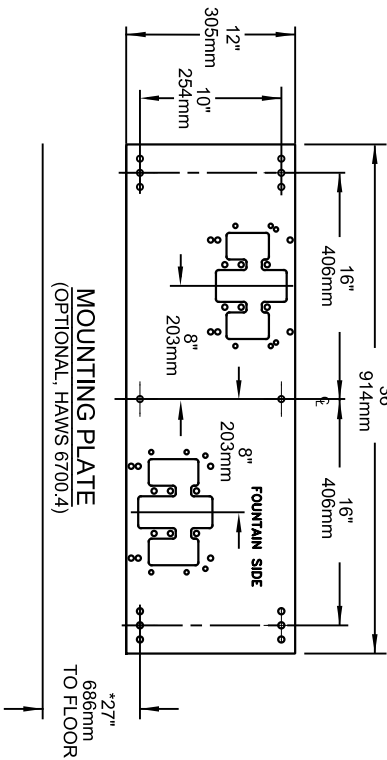 36"
914mm
16"
406mm
16"
406mm
℄
12"
305mm
10"
254mm
FOUNTAIN SIDE
8"
203mm
8"
203mm
*27"
686mm
TO FLOOR
MOUNTING PLATE
(OPTIONAL, HAWS 6700.4)